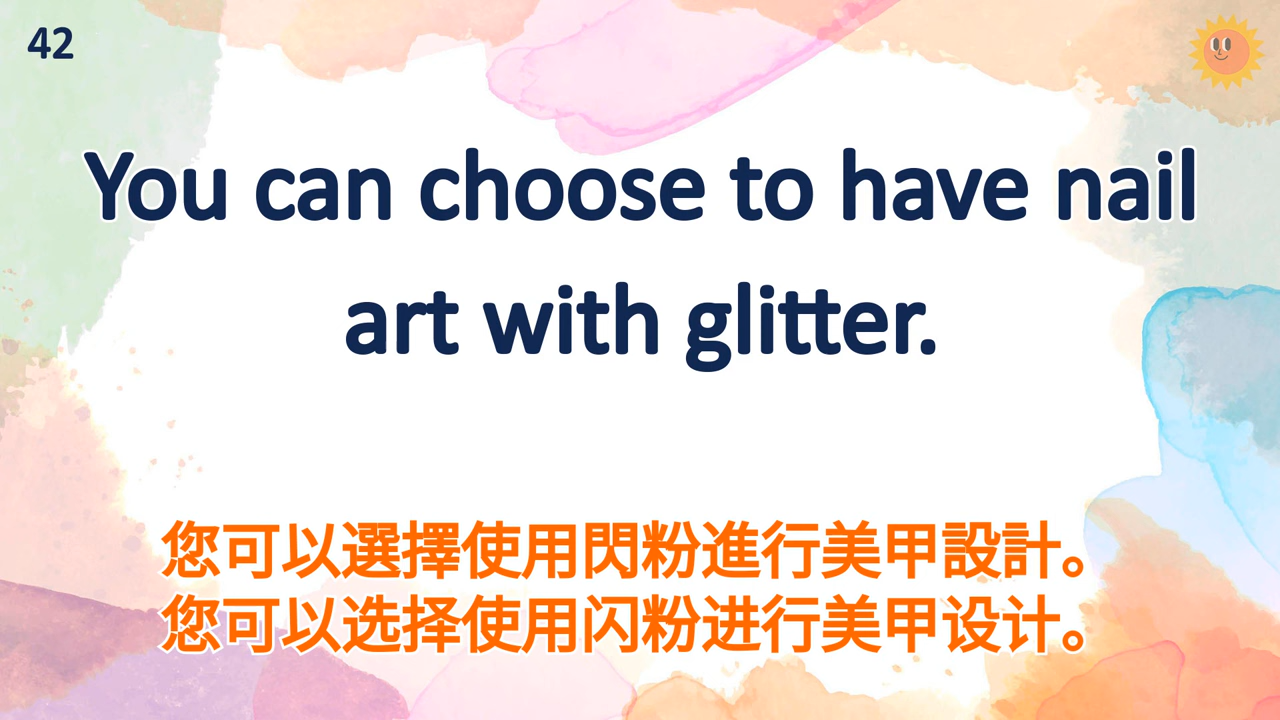 42
You can choose to have nail
art with glitter.
您可以選擇使用閃粉進行美甲設計。
您可以选择使用闪粉进行美甲设计。